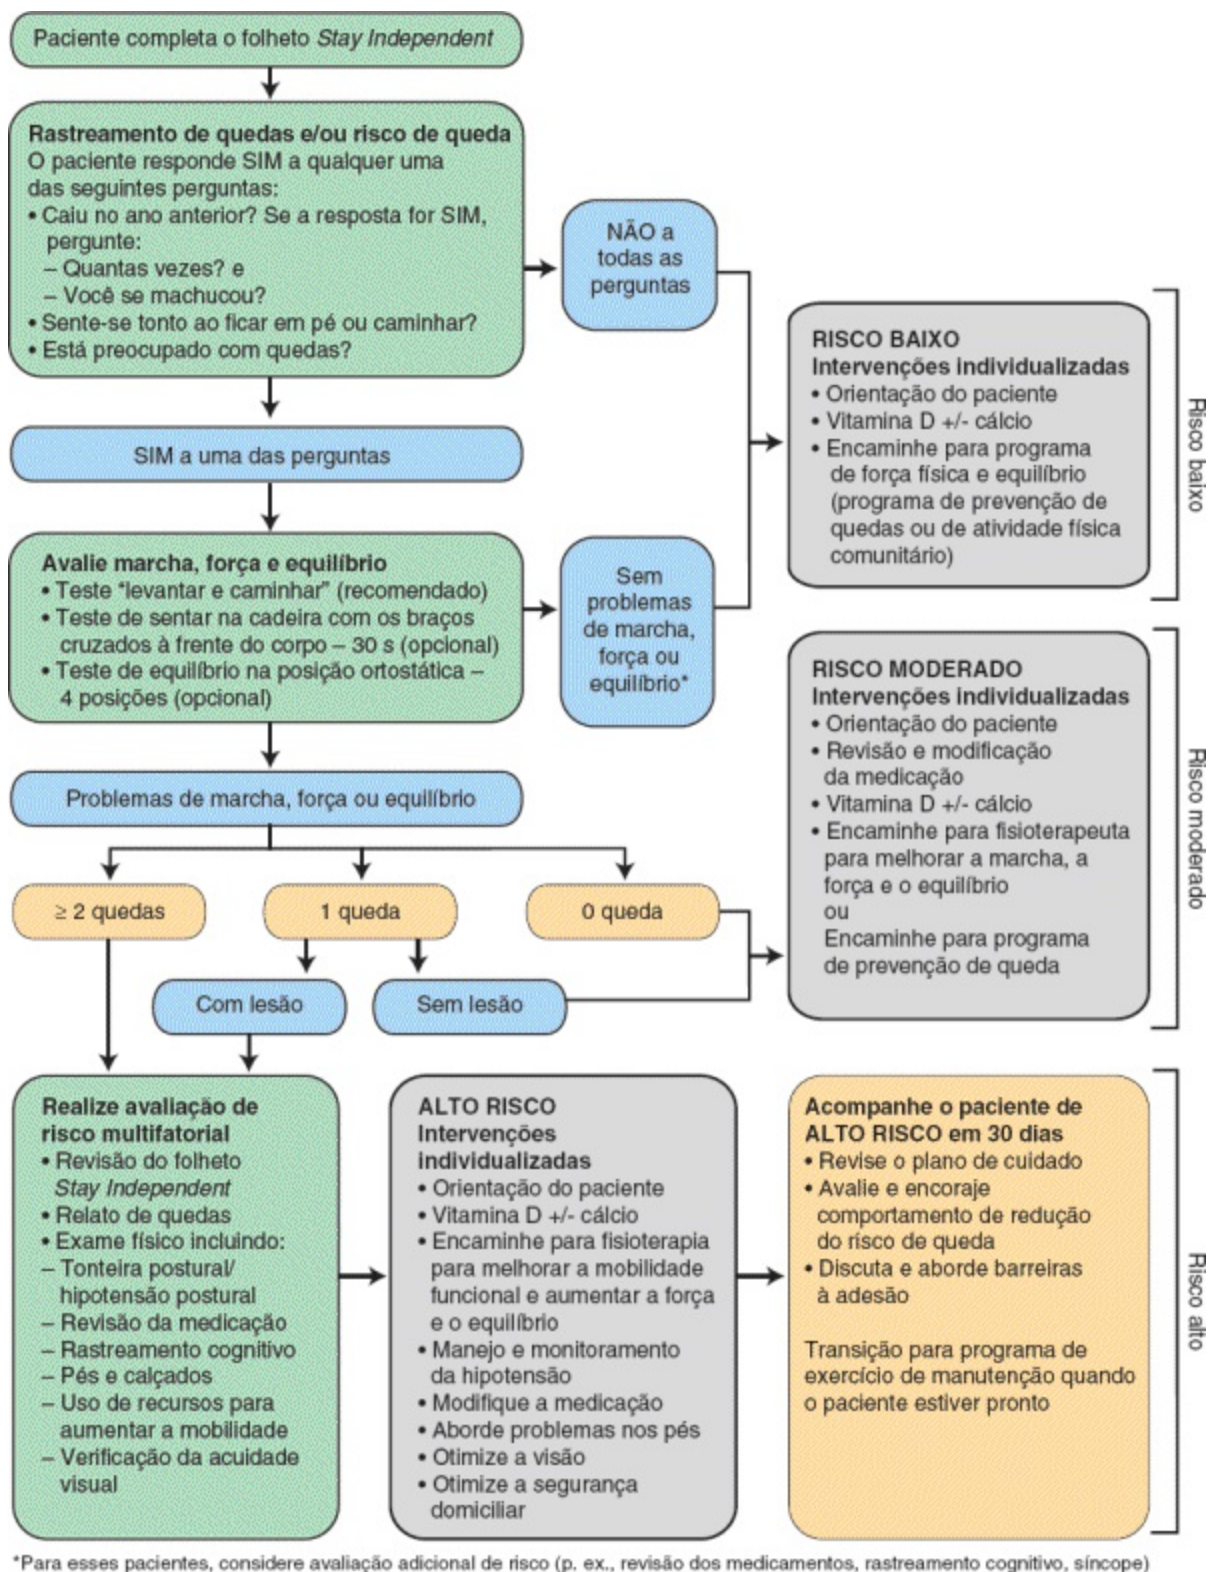 Paciente completa o folheto Stay Independent
Rastreamento de quedas e/ou risco de queda
O paciente responde SIM a qualquer uma
das seguintes perguntas:
• Caiu no ano anterior? Se a resposta for SIM,
pergunte:
– Quantas vezes? e
– Você se machucou?
• Sente-se tonto ao ficar em pé ou caminhar?
• Está preocupado com quedas?
NÃO a
todas as
perguntas
SIM a uma das perguntas
Avalie marcha, força e equilíbrio
• Teste "levantar e caminhar" (recomendado)
• Teste de sentar na cadeira com os braços
cruzados à frente do corpo – 30 s (opcional)
• Teste de equilíbrio na posição ortostática –
4 posições (opcional)
Sem
problemas
de marcha,
força ou
equilíbrio*
RISCO BAIXO
Intervenções individualizadas
• Orientação do paciente
• Vitamina D +/- cálcio
• Encaminhe para programa
de força física e equilíbrio
(programa de prevenção de
quedas ou de atividade física
comunitário)
Risco baixo
Problemas de marcha, força ou equilíbrio
≥ 2 quedas
1 queda
0 queda
Com lesão
Sem lesão
RISCO MODERADO
Intervenções individualizadas
• Orientação do paciente
• Revisão e modificação
da medicação
• Vitamina D +/- cálcio
• Encaminhe para fisioterapeuta
para melhorar a marcha, a
força e o equilíbrio
ou
Encaminhe para programa
de prevenção de queda
Risco moderado
Realize avaliação de
risco multifatorial
• Revisão do folheto
Stay Independent
• Relato de quedas
• Exame físico incluindo:
– Tonteira postural/
hipotensão postural
– Revisão da medicação
– Rastreamento cognitivo
– Pés e calçados
– Uso de recursos para
aumentar a mobilidade
– Verificação da acuidade
visual
ALTO RISCO
Intervenções
individualizadas
• Orientação do paciente
• Vitamina D +/- cálcio
• Encaminhe para fisioterapia
para melhorar a mobilidade
funcional e aumentar a força
e o equilíbrio
• Manejo e monitoramento
da hipotensão
• Modifique a medicação
• Aborde problemas nos pés
• Otimize a visão
• Otimize a segurança
domiciliar
Acompanhe o paciente de
ALTO RISCO em 30 dias
• Revise o plano de cuidado
• Avalie e encoraje
comportamento de redução
do risco de queda
• Discuta e aborde barreiras
à adesão
Transição para programa de
exercício de manutenção quando
o paciente estiver pronto
Risco alto
*Para esses pacientes, considere avaliação adicional de risco (p. ex., revisão dos medicamentos, rastreamento cognitivo, síncope)